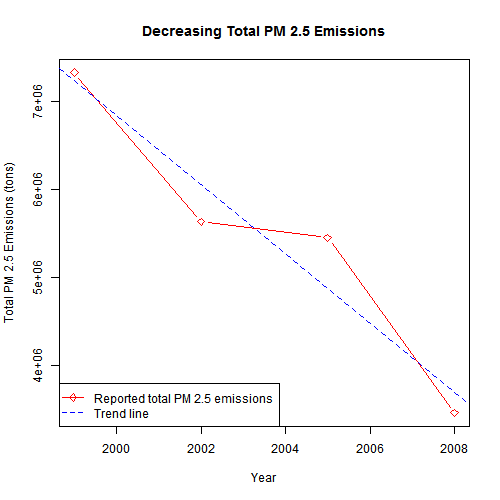 Decreasing Total PM 2.5 Emissions
Total PM 2.5 Emissions (tons)
7e+06
6e+06
5e+06
4e+06
Reported total PM 2.5 emissions
Trend line
2000 2002 2004 2006 2008
Year